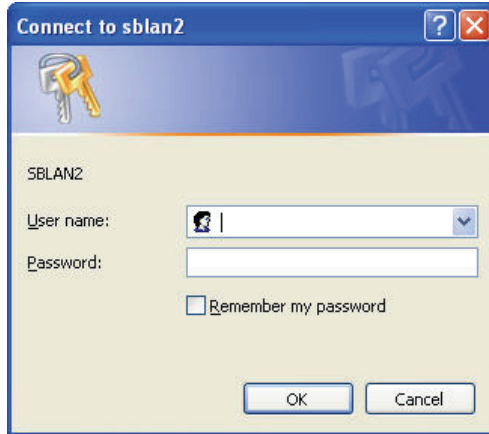 Connect to sblan2
SBLAN2
User name:
Password:
Remember my password
OK
Cancel